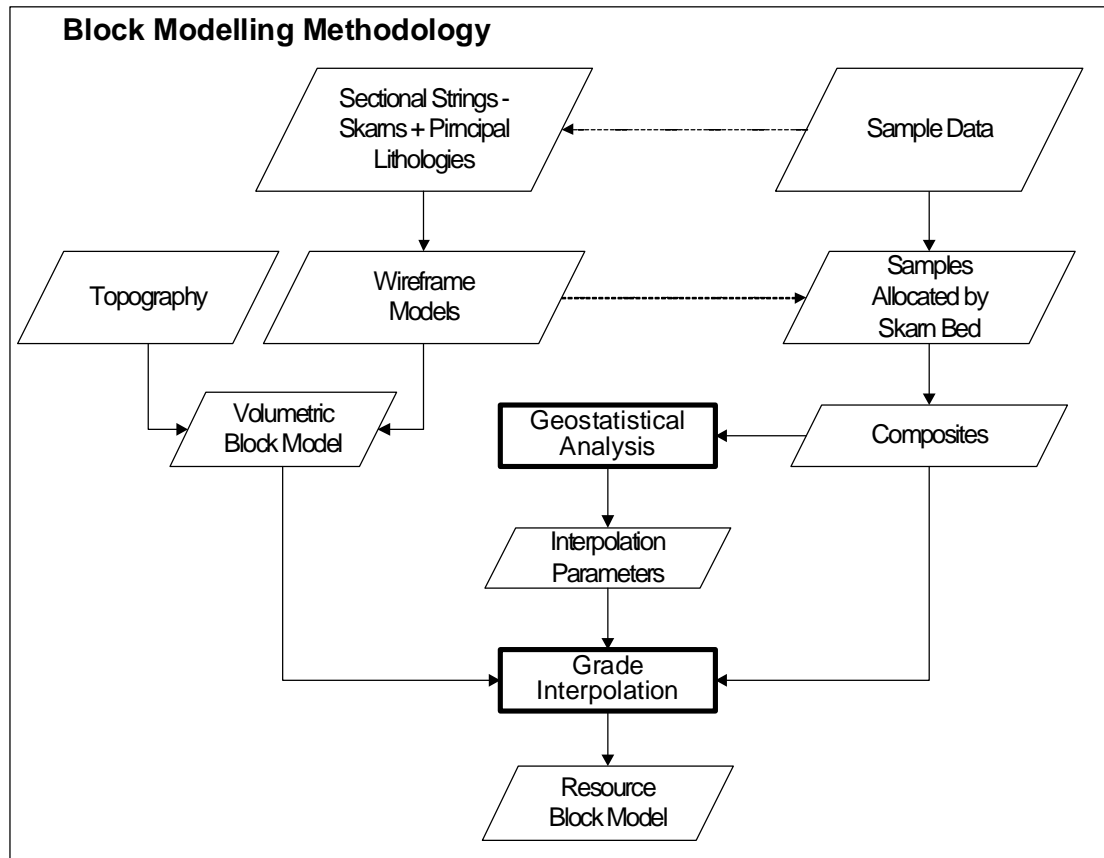 Block Modelling Methodology
Sectional Strings -
Skarns + Pirncipal
Lithologies
Sample Data
Topography
Wireframe
Models
Samples
Allocated by
Skarn Bed
Volumetric
Block Model
Geostatistical
Analysis
Composites
Interpolation
Parameters
Grade
Interpolation
Resource
Block Model